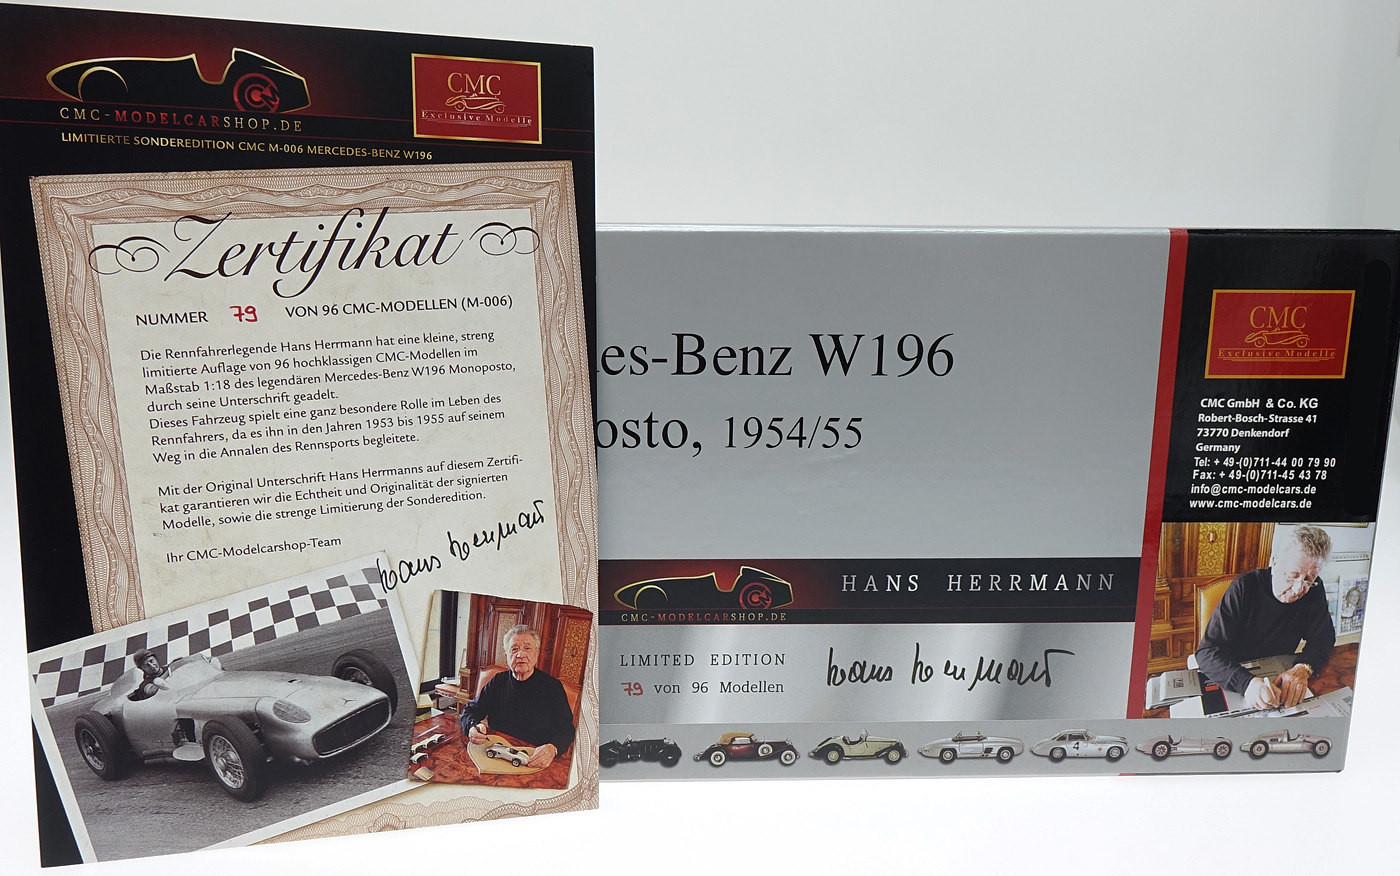 CMC-MODELCARSHOP.DE
CMC
Exclusive Modelle
LIMITIERTE SONDEREDITION CMC M-006 MERCEDES-BENZ W196
Zertifikat
NUMMER 79 VON 96 CMC-MODELLEN (M-006)
Die Rennfahrerlegende Hans Herrmann hat eine kleine, streng
limitierte Auflage von 96 hochklassigen CMC-Modellen im
Maßstab 1:18 des legendären Mercedes-Benz W196 Monoposto,
durch seine Unterschrift geadelt.
Dieses Fahrzeug spielt eine ganz besondere Rolle im Leben des
Rennfahrers, da es ihn in den Jahren 1953 bis 1955 auf seinem
Weg in die Annalen des Rennsports begleitete.
Mit der Original Unterschrift Hans Herrmanns auf diesem Zertifi-
kat garantieren wir die Echtheit und Originalität der signierten
Modelle, sowie die strenge Limitierung der Sonderedition.
Ihr CMC-Modelcarshop-Team
Hans Herrmann
es-Benz W196
osto, 1954/55
CMC-MODELCARSHOP.DE
HANS HERRMANN
LIMITED EDITION
79 von 96 Modellen
Hans Herrmann
4
CMC
Exclusive Modelle
CMC GmbH & Co. KG
Robert-Bosch-Strasse 41
73770 Denkendorf
Germany
Tel: + 49-(0)711-44 00 79 90
Fax: + 49-(0)711-45 43 78
info@cmc-modelcars.de
www.cmc-modelcars.de